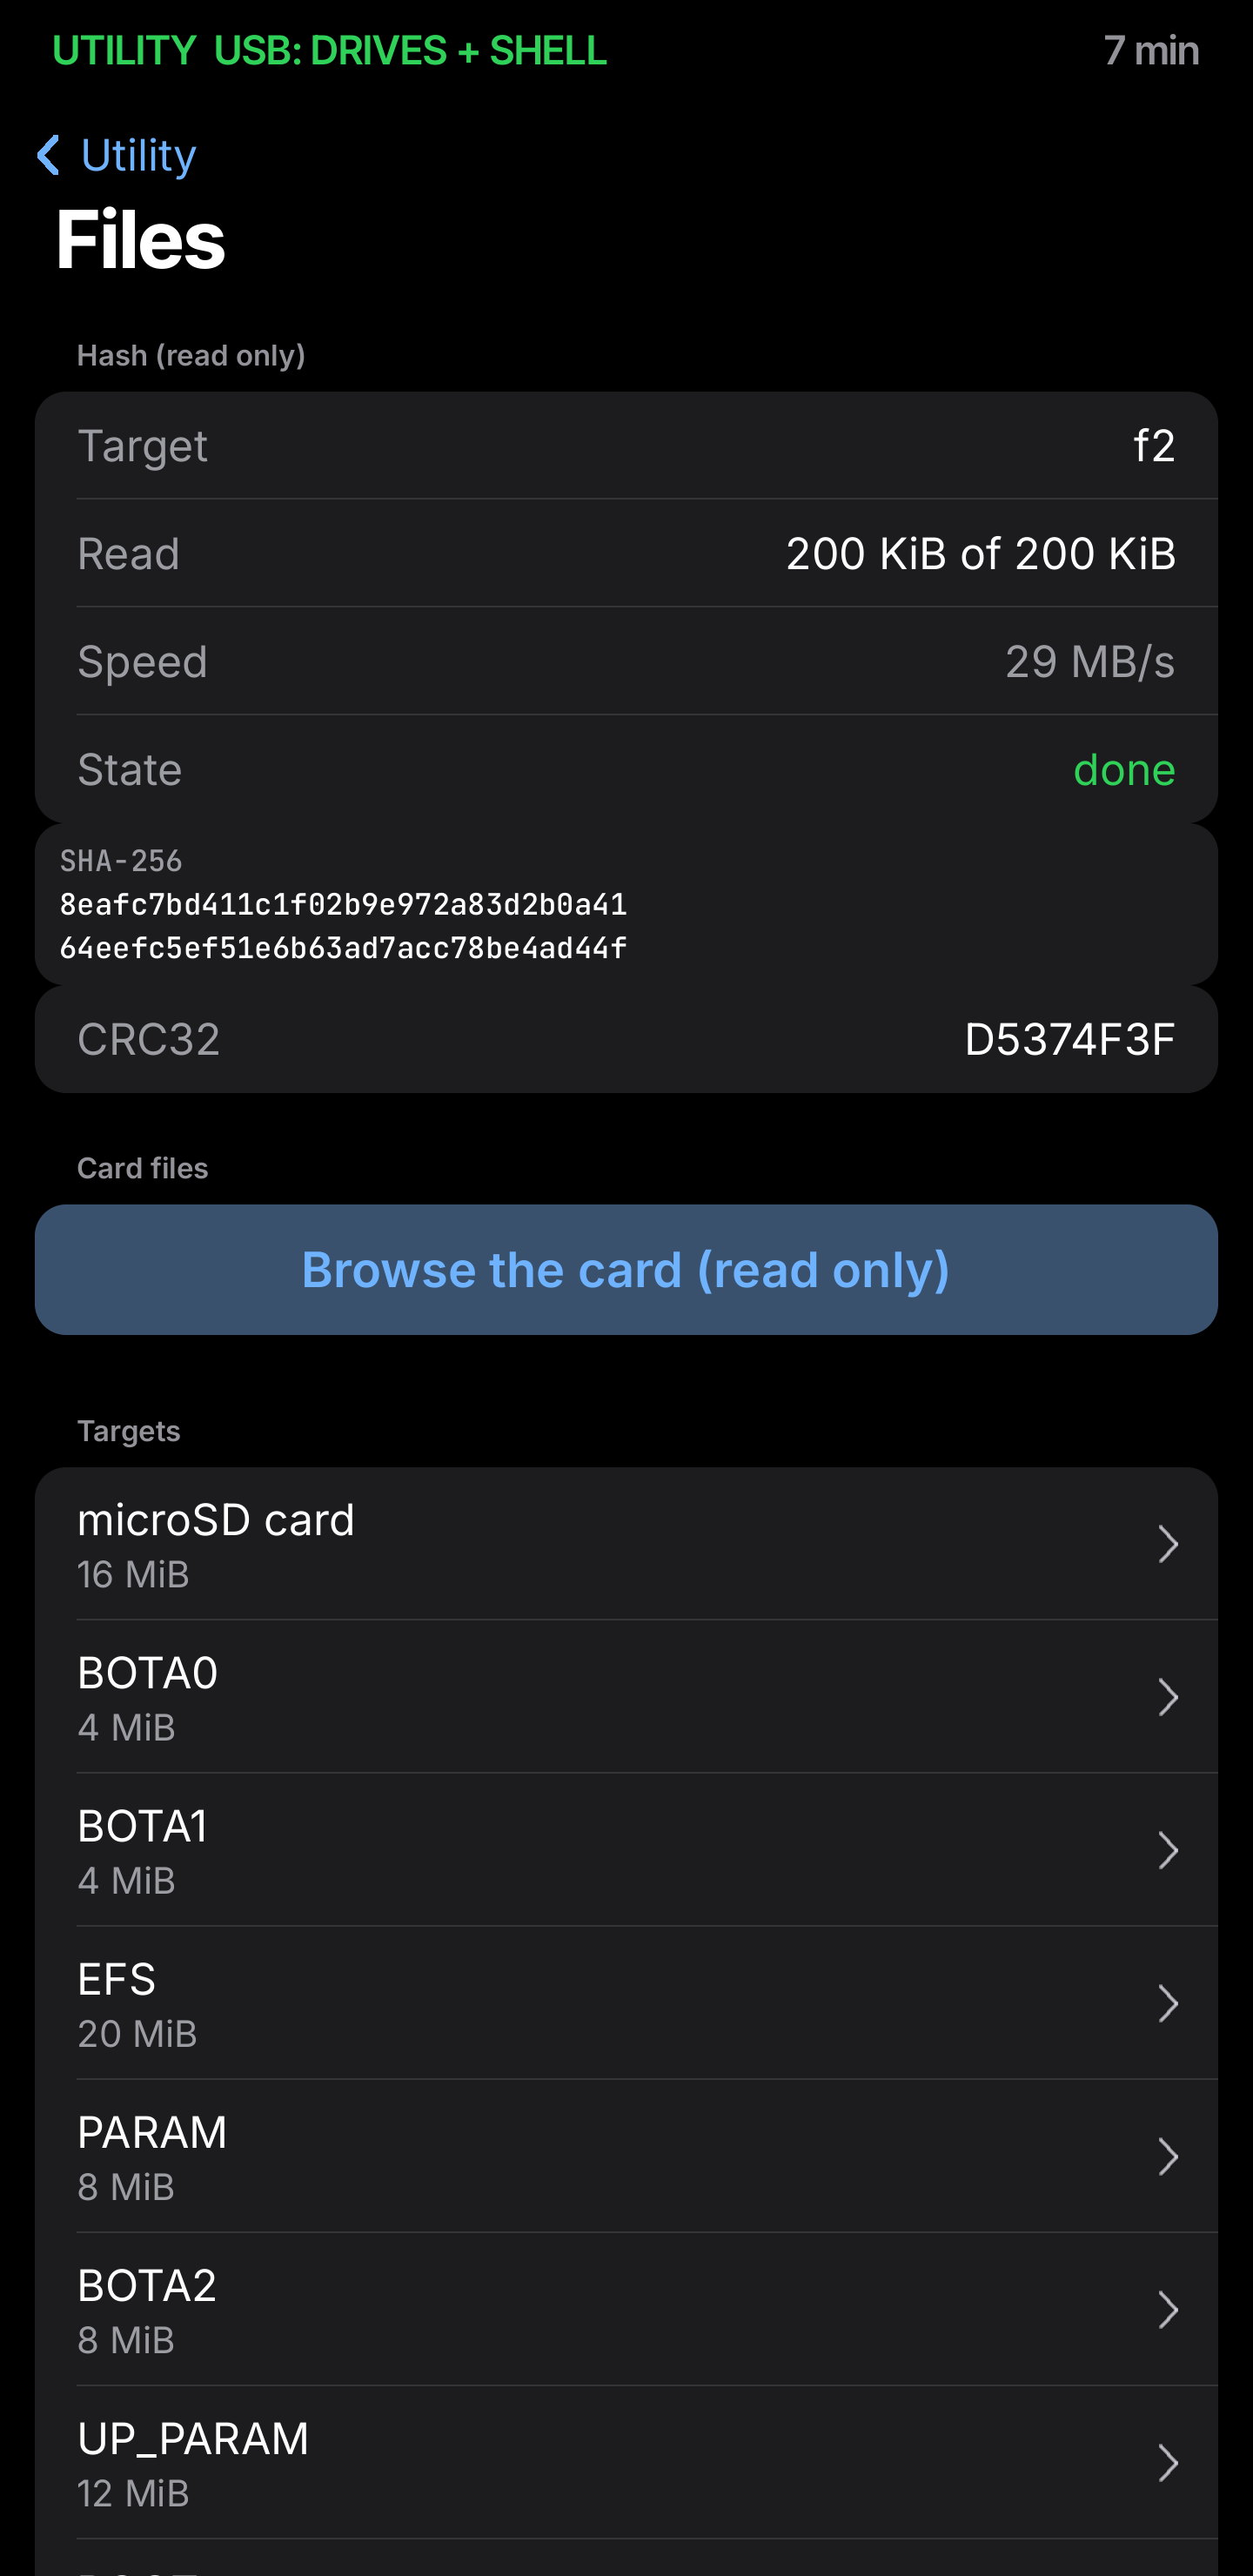 UTILITY USB: DRIVES + SHELL 7 min
Utility
Files
Hash (read only)
Target f2
Read 200 KiB of 200 KiB
Speed 29 MB/s
State done
SHA-256
8eafc7bd411c1f02b9e972a83d2b0a41
64eefc5ef51e6b63ad7acc78be4ad44f
CRC32 D5374F3F
Card files
Browse the card (read only)
Targets
microSD card
16 MiB
BOTA0
4 MiB
BOTA1
4 MiB
EFS
20 MiB
PARAM
8 MiB
BOTA2
8 MiB
UP_PARAM
12 MiB